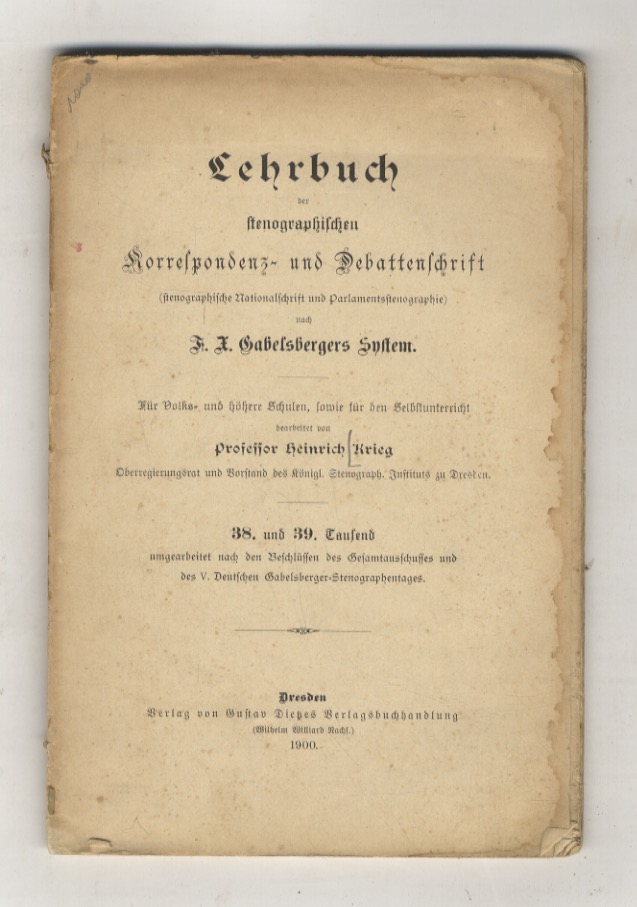 Lehrbuch
der
stenographischen
Korrespondenz- und Debattenschrift
(stenographische Nationalschrift und Parlamentsstenographie)
nach
F. X. Gabelsbergers System.
Für Volks- und höhere Schulen, sowie für den Selbstunterricht
bearbeitet von
Professor Heinrich Krieg
Oberregierungsrat und Vorstand des Königl. Stenograph. Instituts zu Dresden.
38. und 39. Tausend
umgearbeitet nach den Beschlüssen des Gesamtausschusses und
des V. Deutschen Gabelsberger-Stenographentages.
Dresden
Verlag von Gustav Dietzes Verlagsbuchhandlung
(Wilhelm Williard Nachf.)
1900.